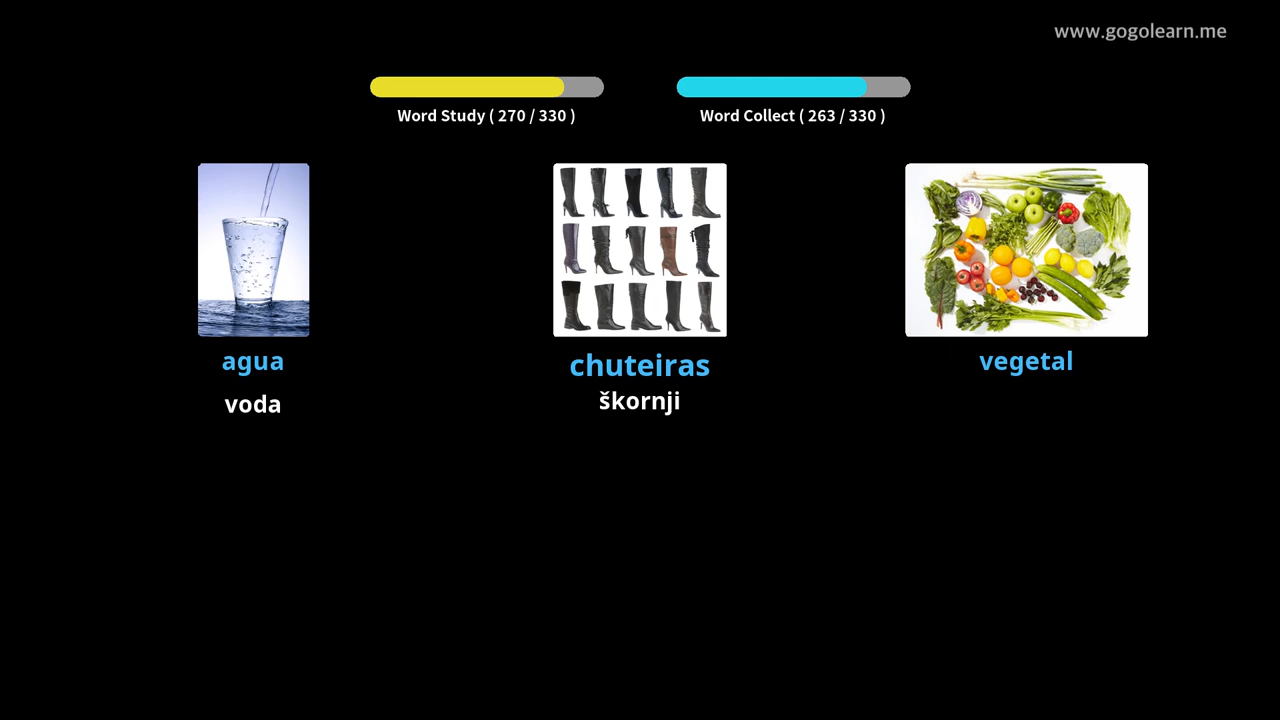 www.gogolearn.me
Word Study ( 270 / 330 )
Word Collect ( 263 / 330 )
agua
voda
chuteiras
škornji
vegetal